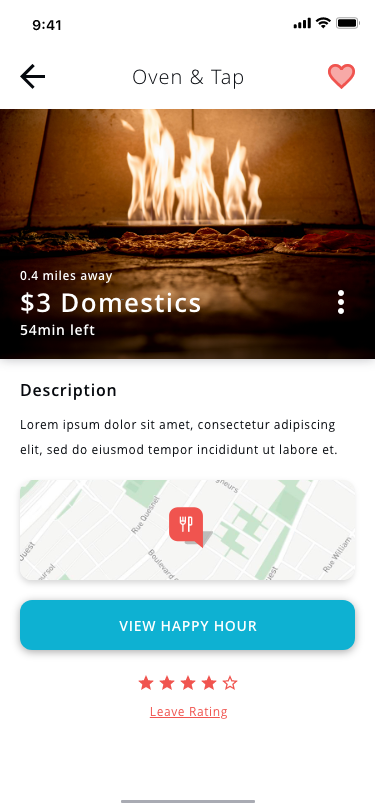 9:41
Oven & Tap
0.4 miles away
$3 Domestics
54min left
Description
Lorem ipsum dolor sit amet, consectetur adipiscing
elit, sed do eiusmod tempor incididunt ut labore et.
Rue Duquesnel
Boulevard
Rue William
Ouest
VIEW HAPPY HOUR
Leave Rating